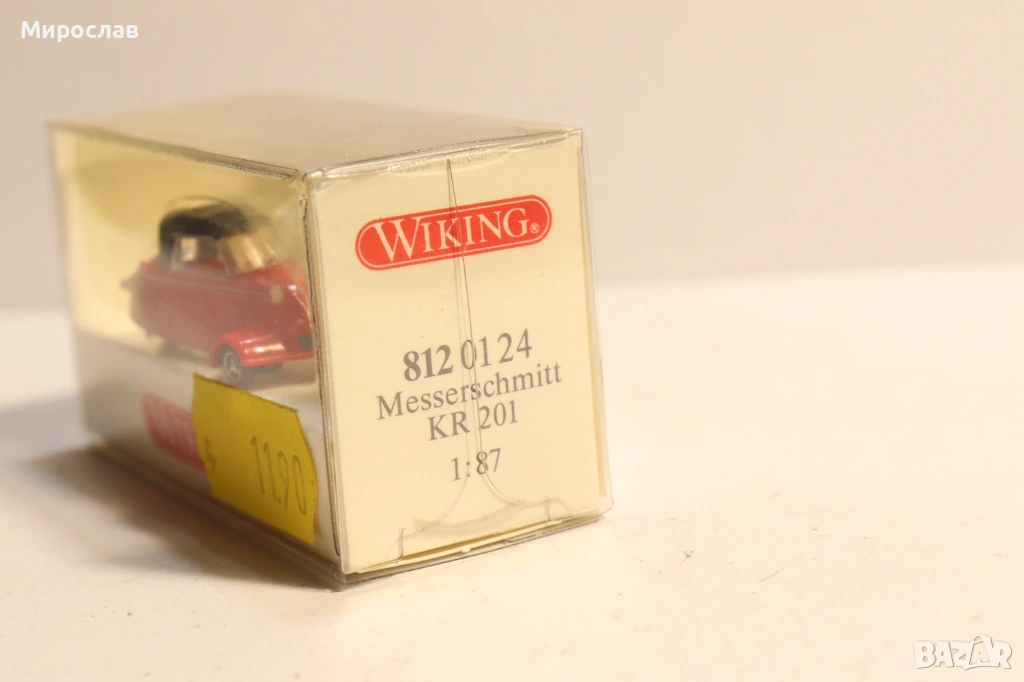 Мирослав
WIKING®
812 01 24
Messerschmitt
KR 201
1:87
11.90
BAZAR